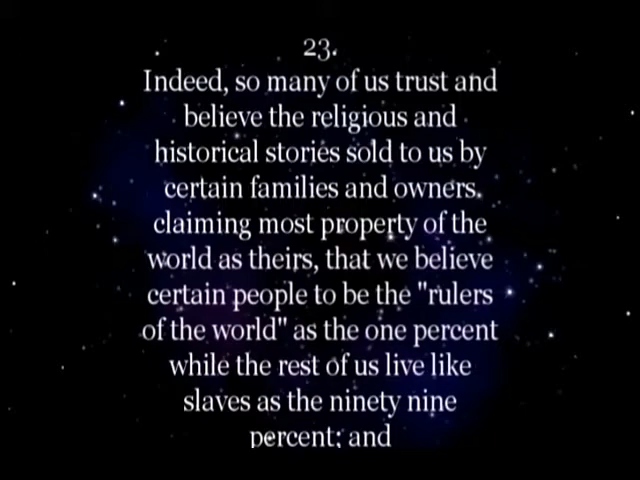 23.
Indeed, so many of us trust and
believe the religious and
historical stories sold to us by
certain families and owners.
claiming most property of the
world as theirs, that we believe
certain people to be the "rulers
of the world" as the one percent
while the rest of us live like
slaves as the ninety nine
percent; and